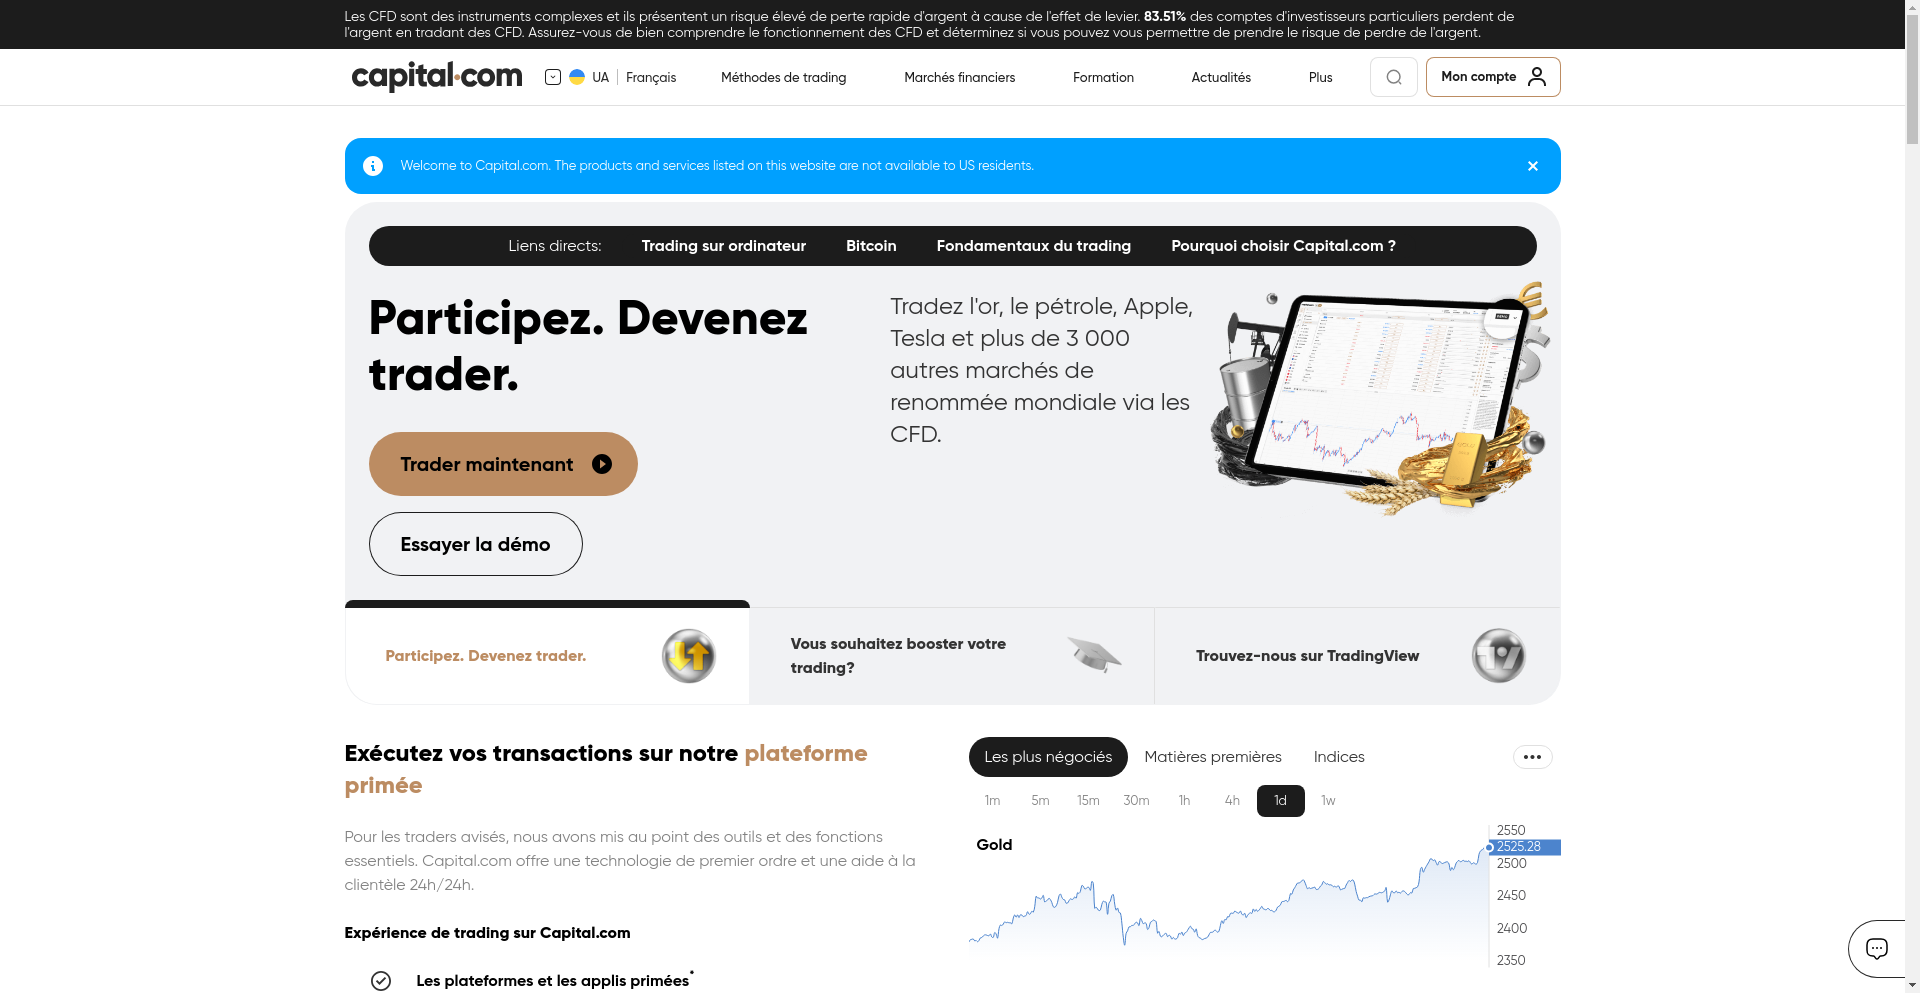 Les CFD sont des instruments complexes et ils présentent un risque élevé de perte rapide d'argent à cause de l'effet de levier. 83.51% des comptes d'investisseurs particuliers perdent de
l'argent en tradant des CFD. Assurez-vous de bien comprendre le fonctionnement des CFD et déterminez si vous pouvez vous permettre de prendre le risque de perdre de l'argent.
capital.com
UA
Français
Méthodes de trading
Marchés financiers
Formation
Actualités
Plus
Mon compte
Welcome to Capital.com. The products and services listed on this website are not available to US residents.
Liens directs:
Trading sur ordinateur
Bitcoin
Fondamentaux du trading
Pourquoi choisir Capital.com ?
Participez. Devenez
trader.
Tradez l'or, le pétrole, Apple,
Tesla et plus de 3 000
autres marchés de
renommée mondiale via les
CFD.
Trader maintenant
Essayer la démo
Participez. Devenez trader.
Vous souhaitez booster votre
trading?
Trouvez-nous sur TradingView
Exécutez vos transactions sur notre plateforme
primée
Pour les traders avisés, nous avons mis au point des outils et des fonctions
essentiels. Capital.com offre une technologie de premier ordre et une aide à la
clientèle 24h/24h.
Expérience de trading sur Capital.com
Les plateformes et les applis primées*
Les plus négociés
Matières premières
Indices
1m
5m
15m
30m
1h
4h
1d
1w
Gold
2550
2525.28
2500
2450
2400
2350